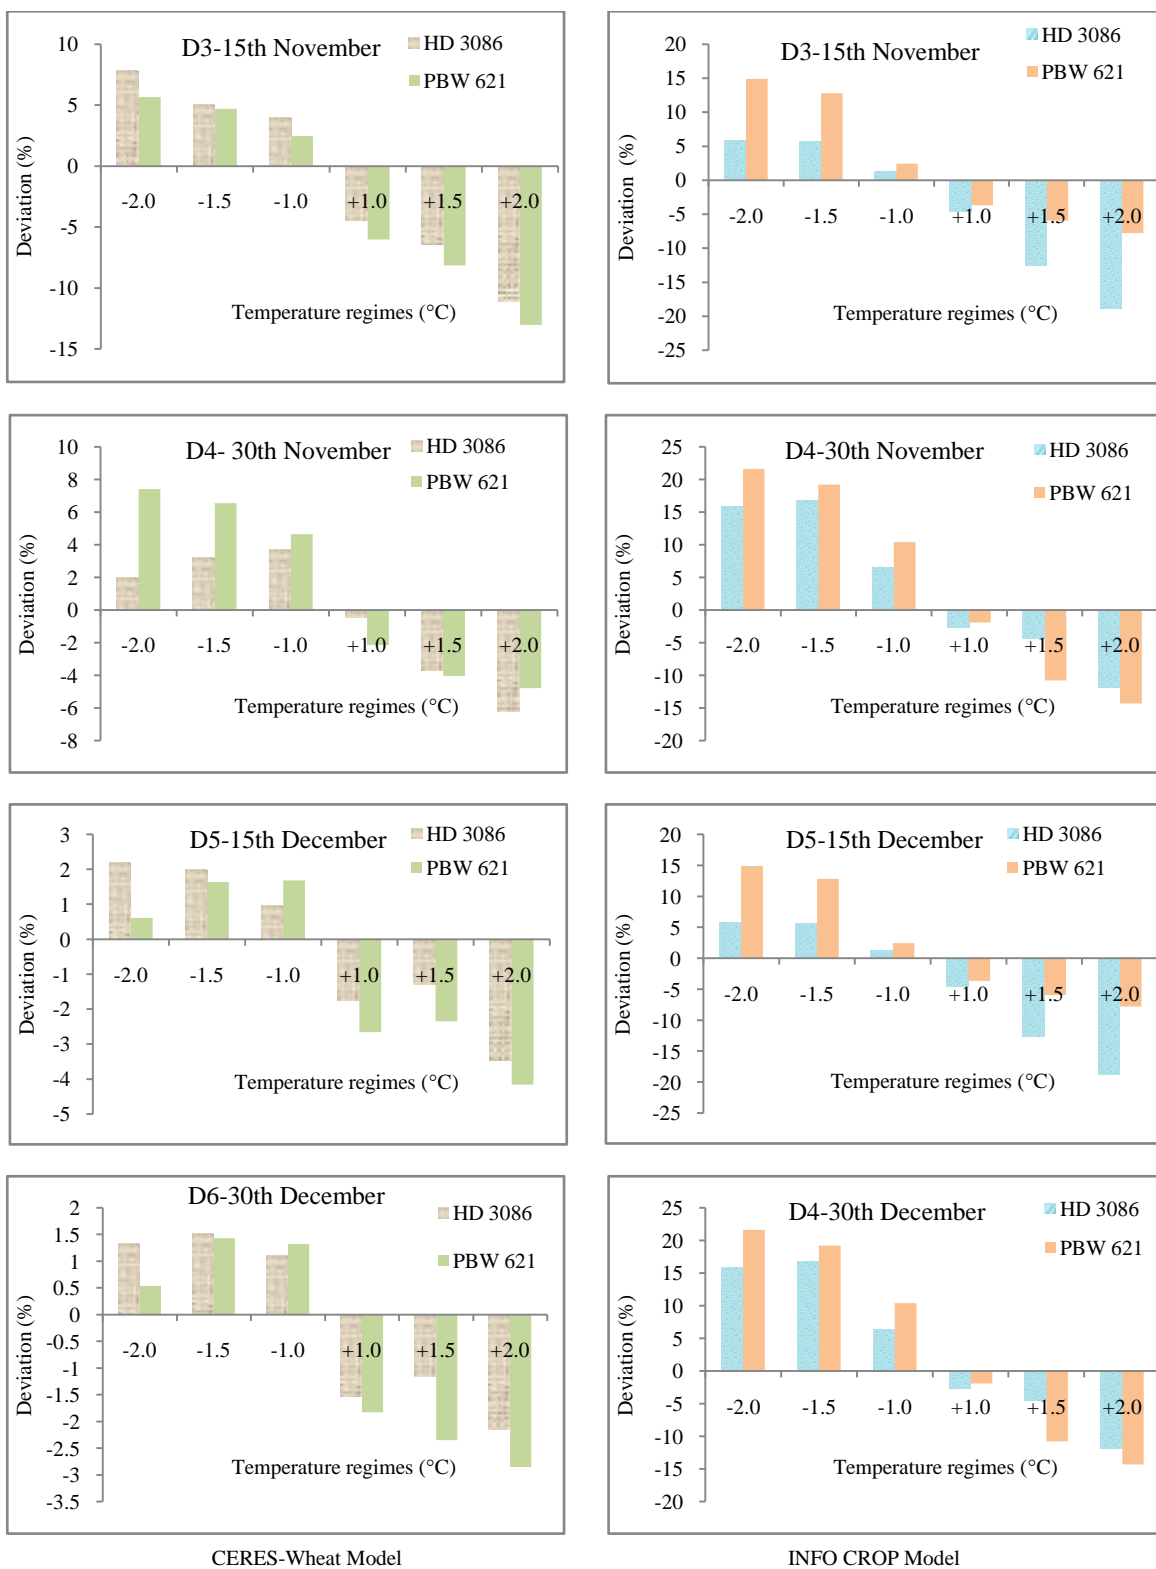 D3-15th November
HD 3086
PBW 621
10
5
0
-5
-10
-15
Deviation (%)
-2.0 -1.5 -1.0 +1.0 +1.5 +2.0
Temperature regimes (°C)
D3-15th November
HD 3086
PBW 621
20
15
10
5
0
-5
-10
-15
-20
-25
Deviation (%)
-2.0 -1.5 -1.0 +1.0 +1.5 +2.0
Temperature regimes (°C)
D4- 30th November
HD 3086
PBW 621
10
8
6
4
2
0
-2
-4
-6
-8
Deviation (%)
-2.0 -1.5 -1.0 +1.0 +1.5 +2.0
Temperature regimes (°C)
D4-30th November
HD 3086
PBW 621
25
20
15
10
5
0
-5
-10
-15
-20
Deviation (%)
-2.0 -1.5 -1.0 +1.0 +1.5 +2.0
Temperature regimes (°C)
D5-15th December
HD 3086
PBW 621
3
2
1
0
-1
-2
-3
-4
-5
Deviation (%)
-2.0 -1.5 -1.0 +1.0 +1.5 +2.0
Temperature regimes (°C)
D5-15th December
HD 3086
PBW 621
20
15
10
5
0
-5
-10
-15
-20
-25
Deviation (%)
-2.0 -1.5 -1.0 +1.0 +1.5 +2.0
Temperature regimes (°C)
D6-30th December
HD 3086
PBW 621
2
1.5
1
0.5
0
-0.5
-1
-1.5
-2
-2.5
-3
-3.5
Deviation (%)
-2.0 -1.5 -1.0 +1.0 +1.5 +2.0
Temperature regimes (°C)
D4-30th December
HD 3086
PBW 621
25
20
15
10
5
0
-5
-10
-15
-20
Deviation (%)
-2.0 -1.5 -1.0 +1.0 +1.5 +2.0
Temperature regimes (°C)
CERES-Wheat Model
INFO CROP Model